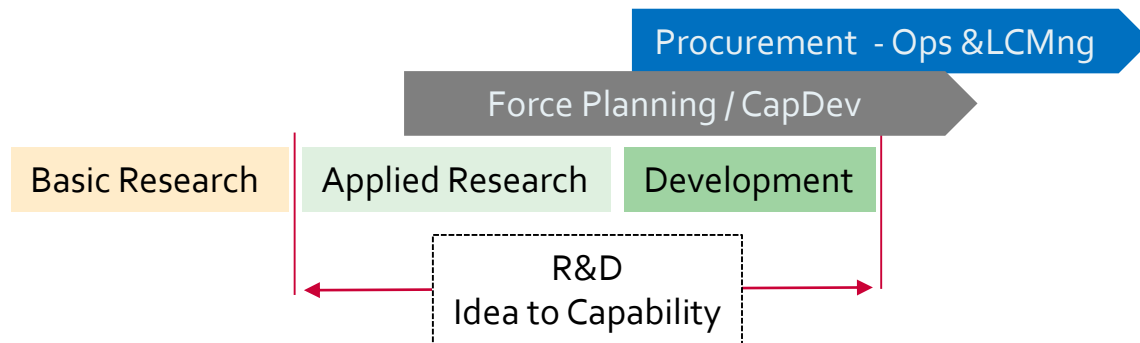 Procurement - Ops &LCMng
Force Planning / CapDev
Basic Research
Applied Research
Development
R&D
Idea to Capability